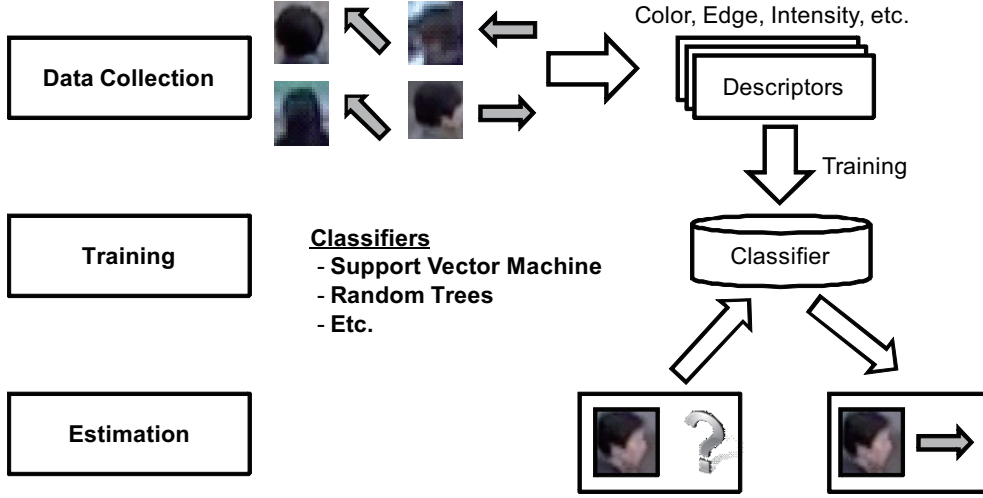 Color, Edge, Intensity, etc.
Data Collection
Descriptors
Training
Training
Classifiers
- Support Vector Machine
- Random Trees
- Etc.
Classifier
Estimation
?